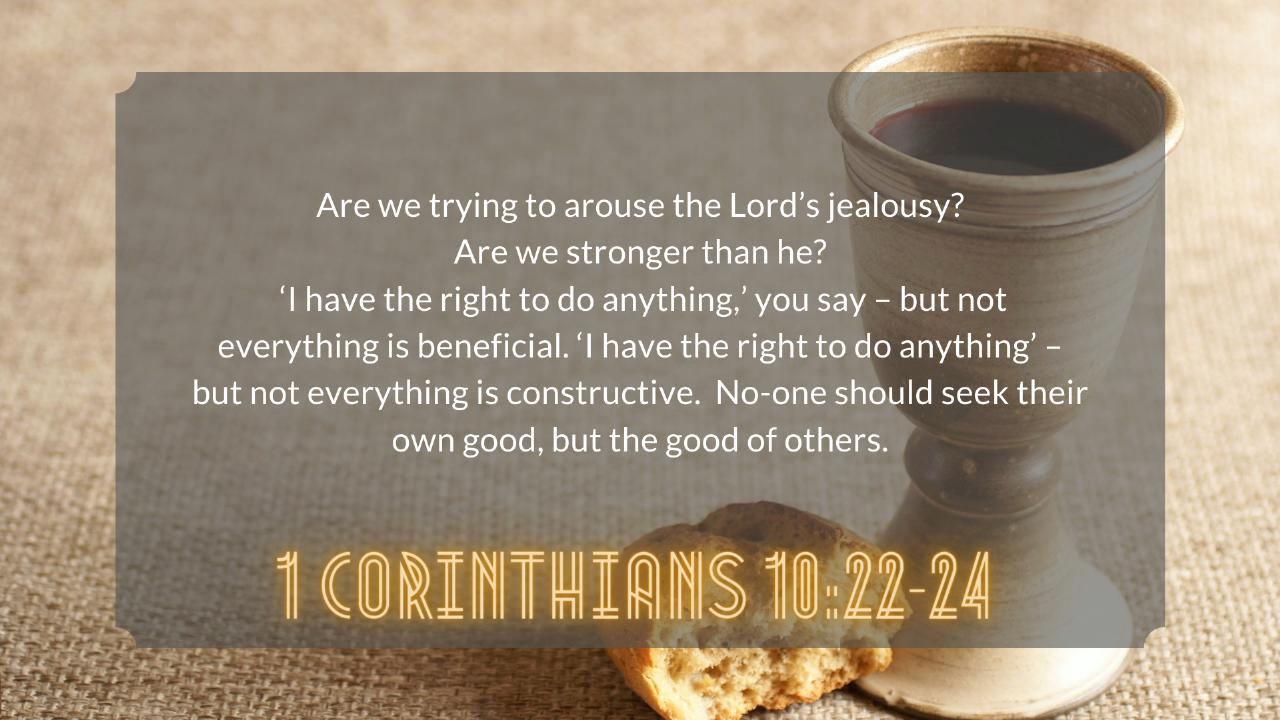 Are we trying to arouse the Lord’s jealousy?
Are we stronger than he?
‘I have the right to do anything,’ you say – but not
everything is beneficial. ‘I have the right to do anything’ –
but not everything is constructive.  No-one should seek their
own good, but the good of others.
1 CORINTHIANS 10:22-24